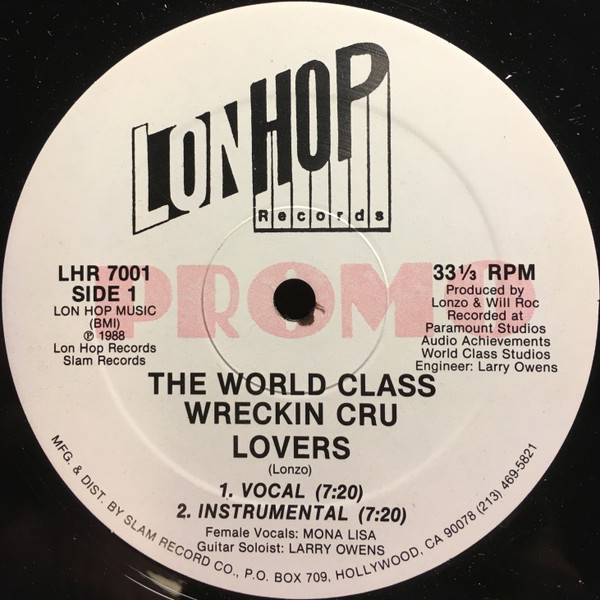 LON HOP
Records
PROMO
LHR 7001
SIDE 1
LON HOP MUSIC
(BMI)
℗ 1988
Lon Hop Records
Slam Records
33⅓ RPM
Produced by
Lonzo & Will Roc
Recorded at
Paramount Studios
Audio Achievements
World Class Studios
Engineer: Larry Owens
THE WORLD CLASS
WRECKIN CRU
LOVERS
(Lonzo)
1. VOCAL (7:20)
2. INSTRUMENTAL (7:20)
Female Vocals: MONA LISA
Guitar Soloist: LARRY OWENS
MFG. & DIST. BY SLAM RECORD CO., P.O. BOX 709, HOLLYWOOD, CA 90078 (213) 469-5821